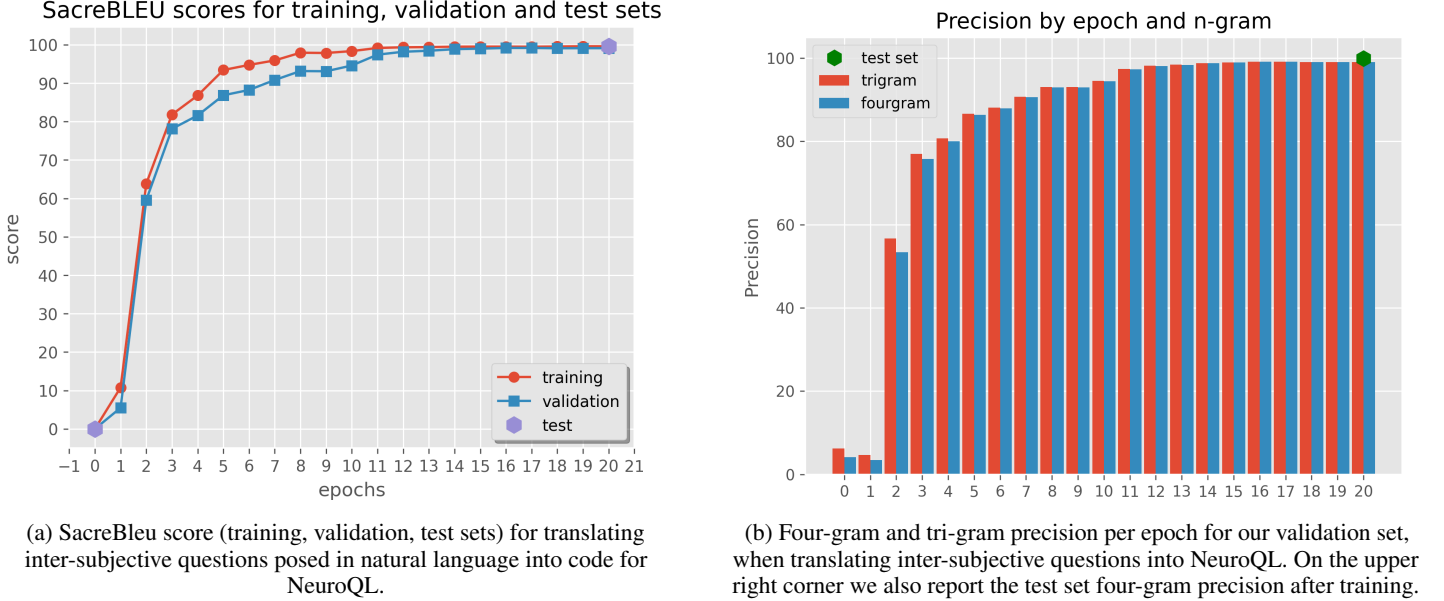 SacreBLEU scores for training, validation and test sets
100
90
80
70
60
50
40
30
20
10
0
score
−1 0 1 2 3 4 5 6 7 8 9 10 11 12 13 14 15 16 17 18 19 20 21
epochs
training
validation
test
(a) SacreBleu score (training, validation, test sets) for translating
inter-subjective questions posed in natural language into code for
NeuroQL.
Precision by epoch and n-gram
test set
trigram
fourgram
100
80
60
40
20
0
Precision
0 1 2 3 4 5 6 7 8 9 10 11 12 13 14 15 16 17 18 19 20
(b) Four-gram and tri-gram precision per epoch for our validation set,
when translating inter-subjective questions into NeuroQL. On the upper
right corner we also report the test set four-gram precision after training.